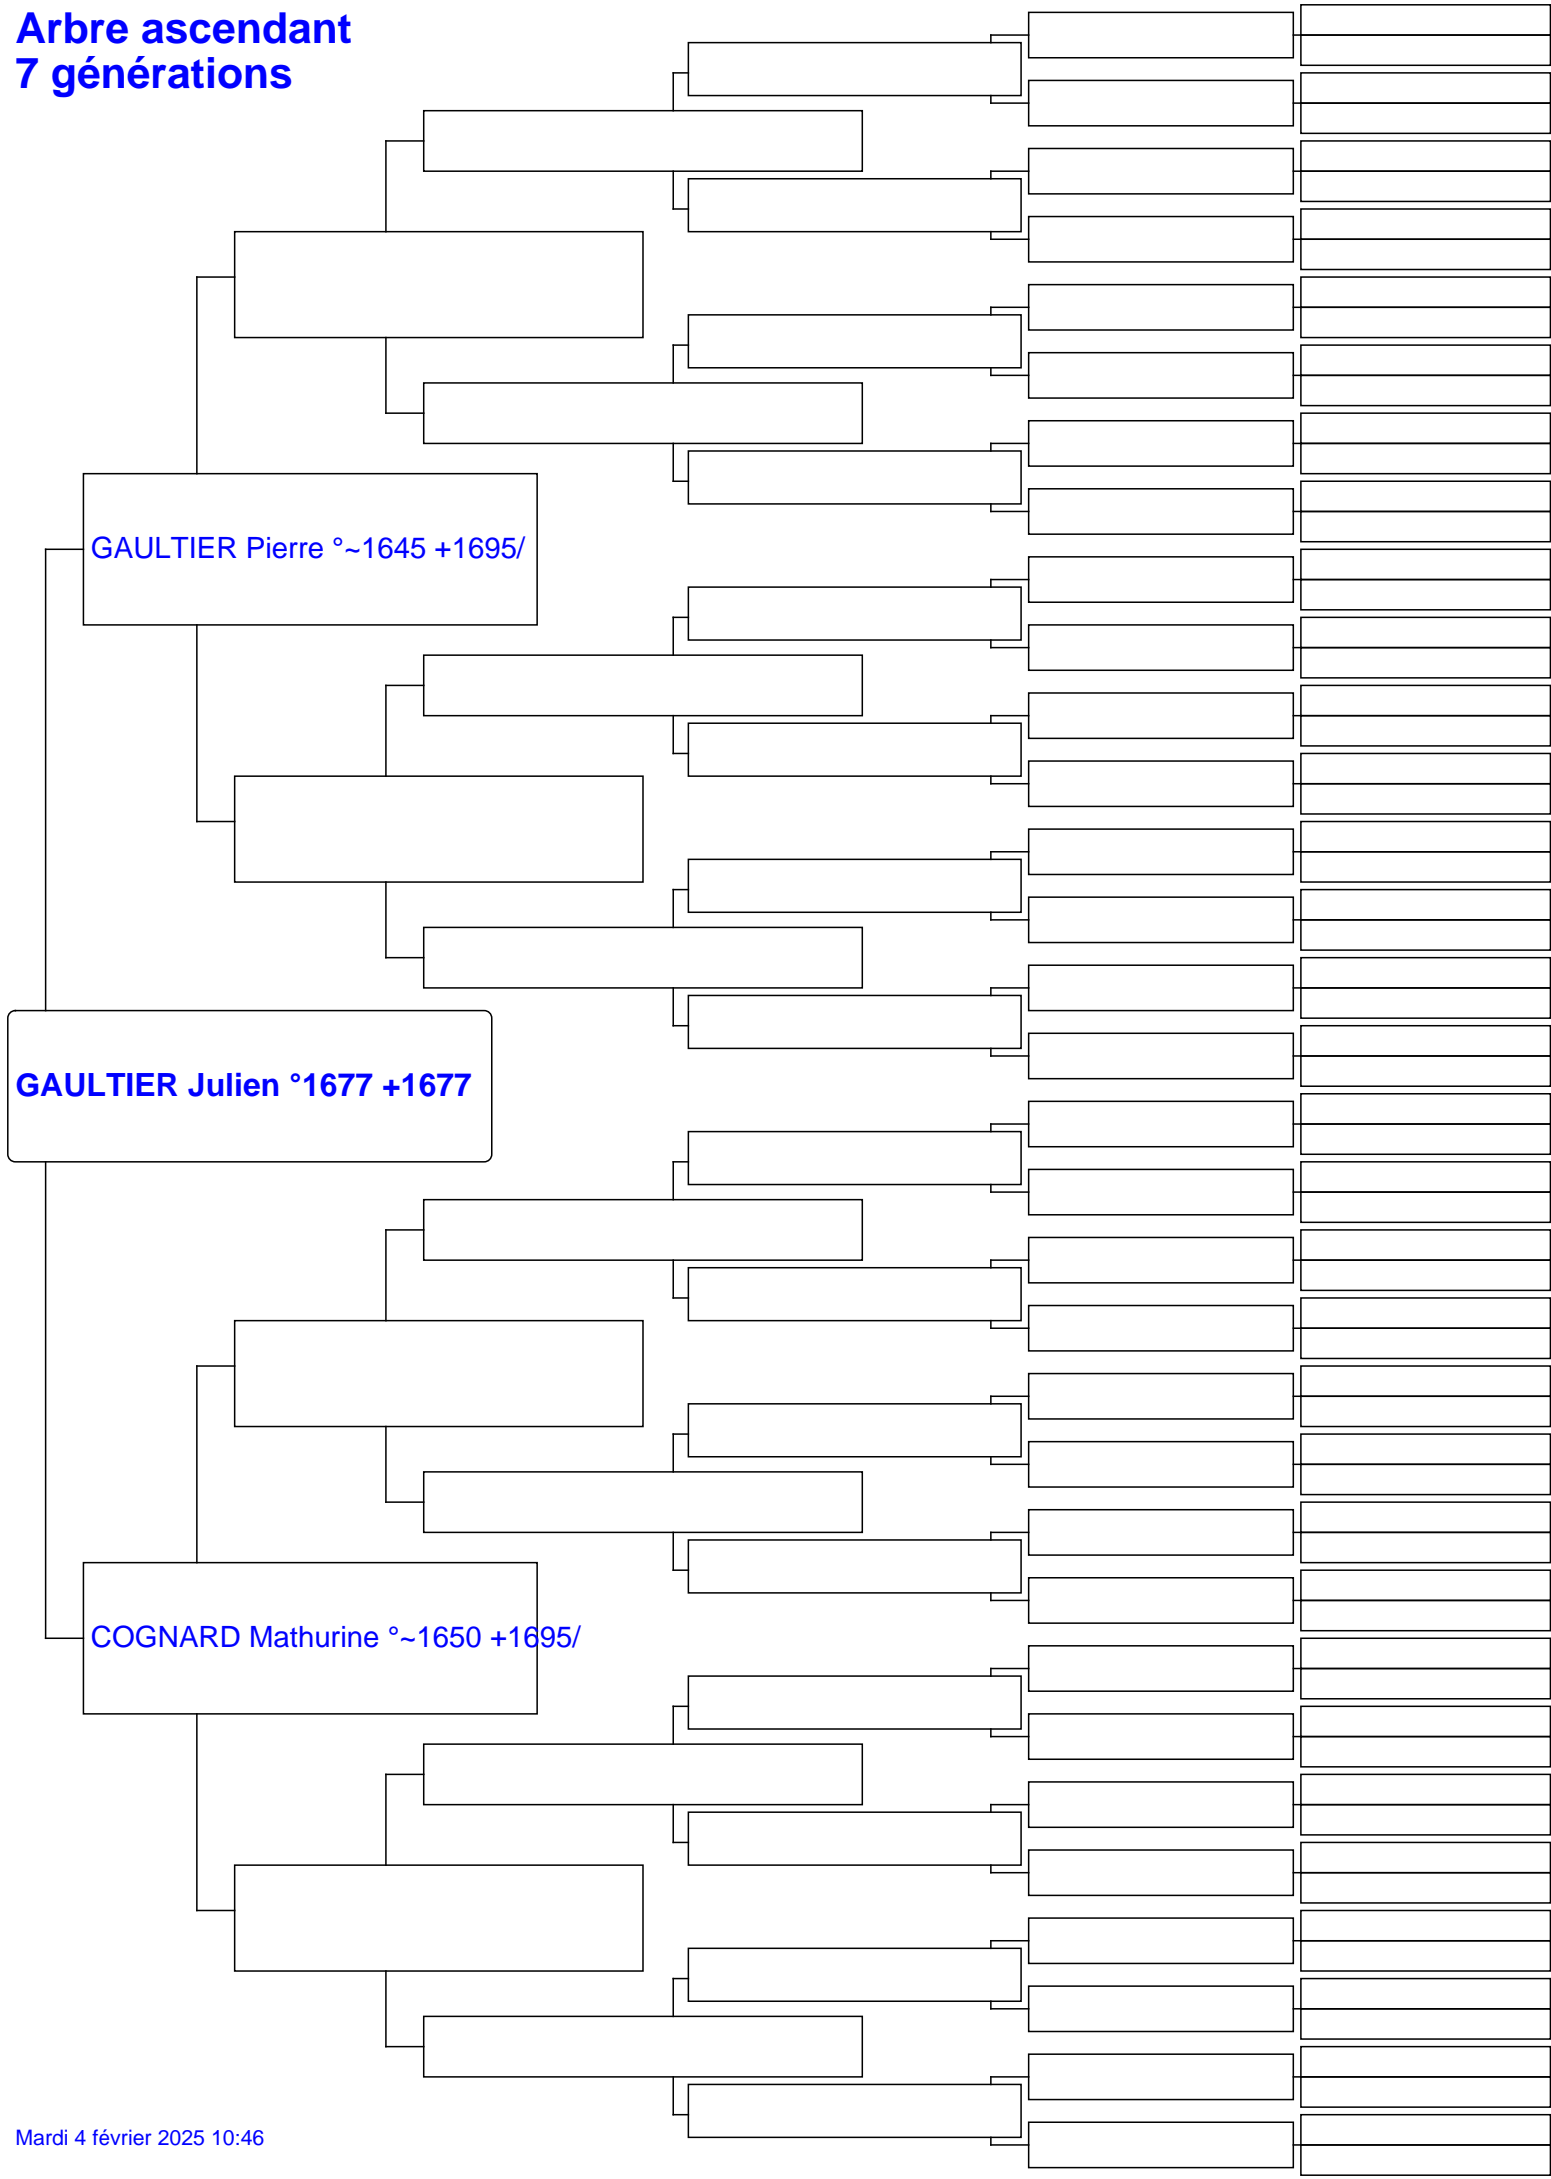 Arbre ascendant
7 générations
GAULTIER Pierre °~1645 +1695/
GAULTIER Julien °1677 +1677
COGNARD Mathurine °~1650 +1695/
Mardi 4 février 2025 10:46